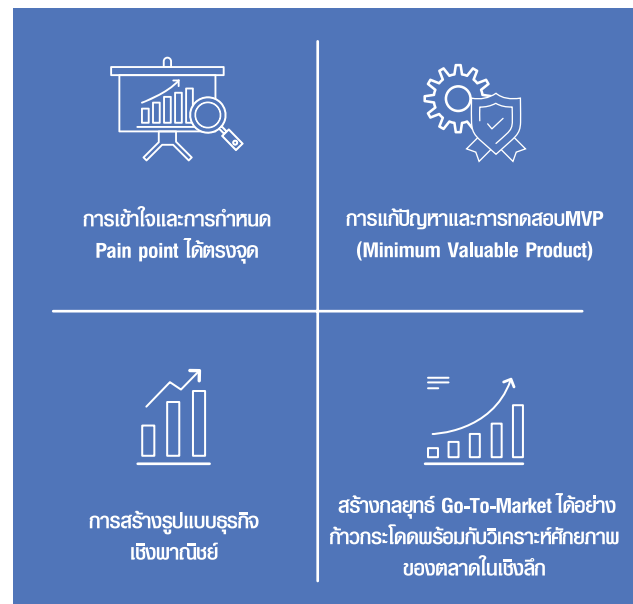 การเข้าใจและการกำหนด
Pain point ได้ตรงจุด
การแก้ปัญหาและการทดสอบMVP
(Minimum Valuable Product)
การสร้างรูปแบบธุรกิจ
เชิงพาณิชย์
สร้างกลยุทธ์ Go-To-Market ได้อย่าง
ก้าวกระโดดพร้อมกับวิเคราะห์ศักยภาพ
ของตลาดในเชิงลึก